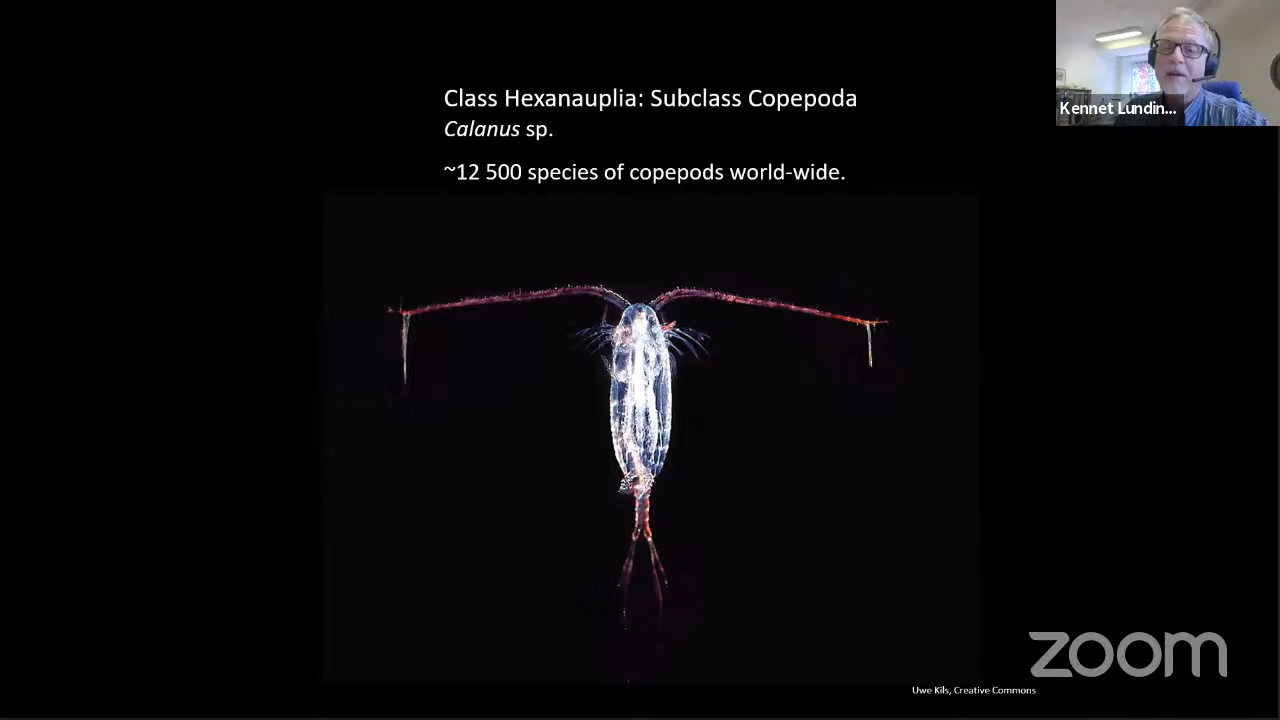 Class Hexanauplia: Subclass Copepoda
Calanus sp.
~12 500 species of copepods world-wide.
Kennet Lundin...
zoom
Uwe Kils, Creative Commons